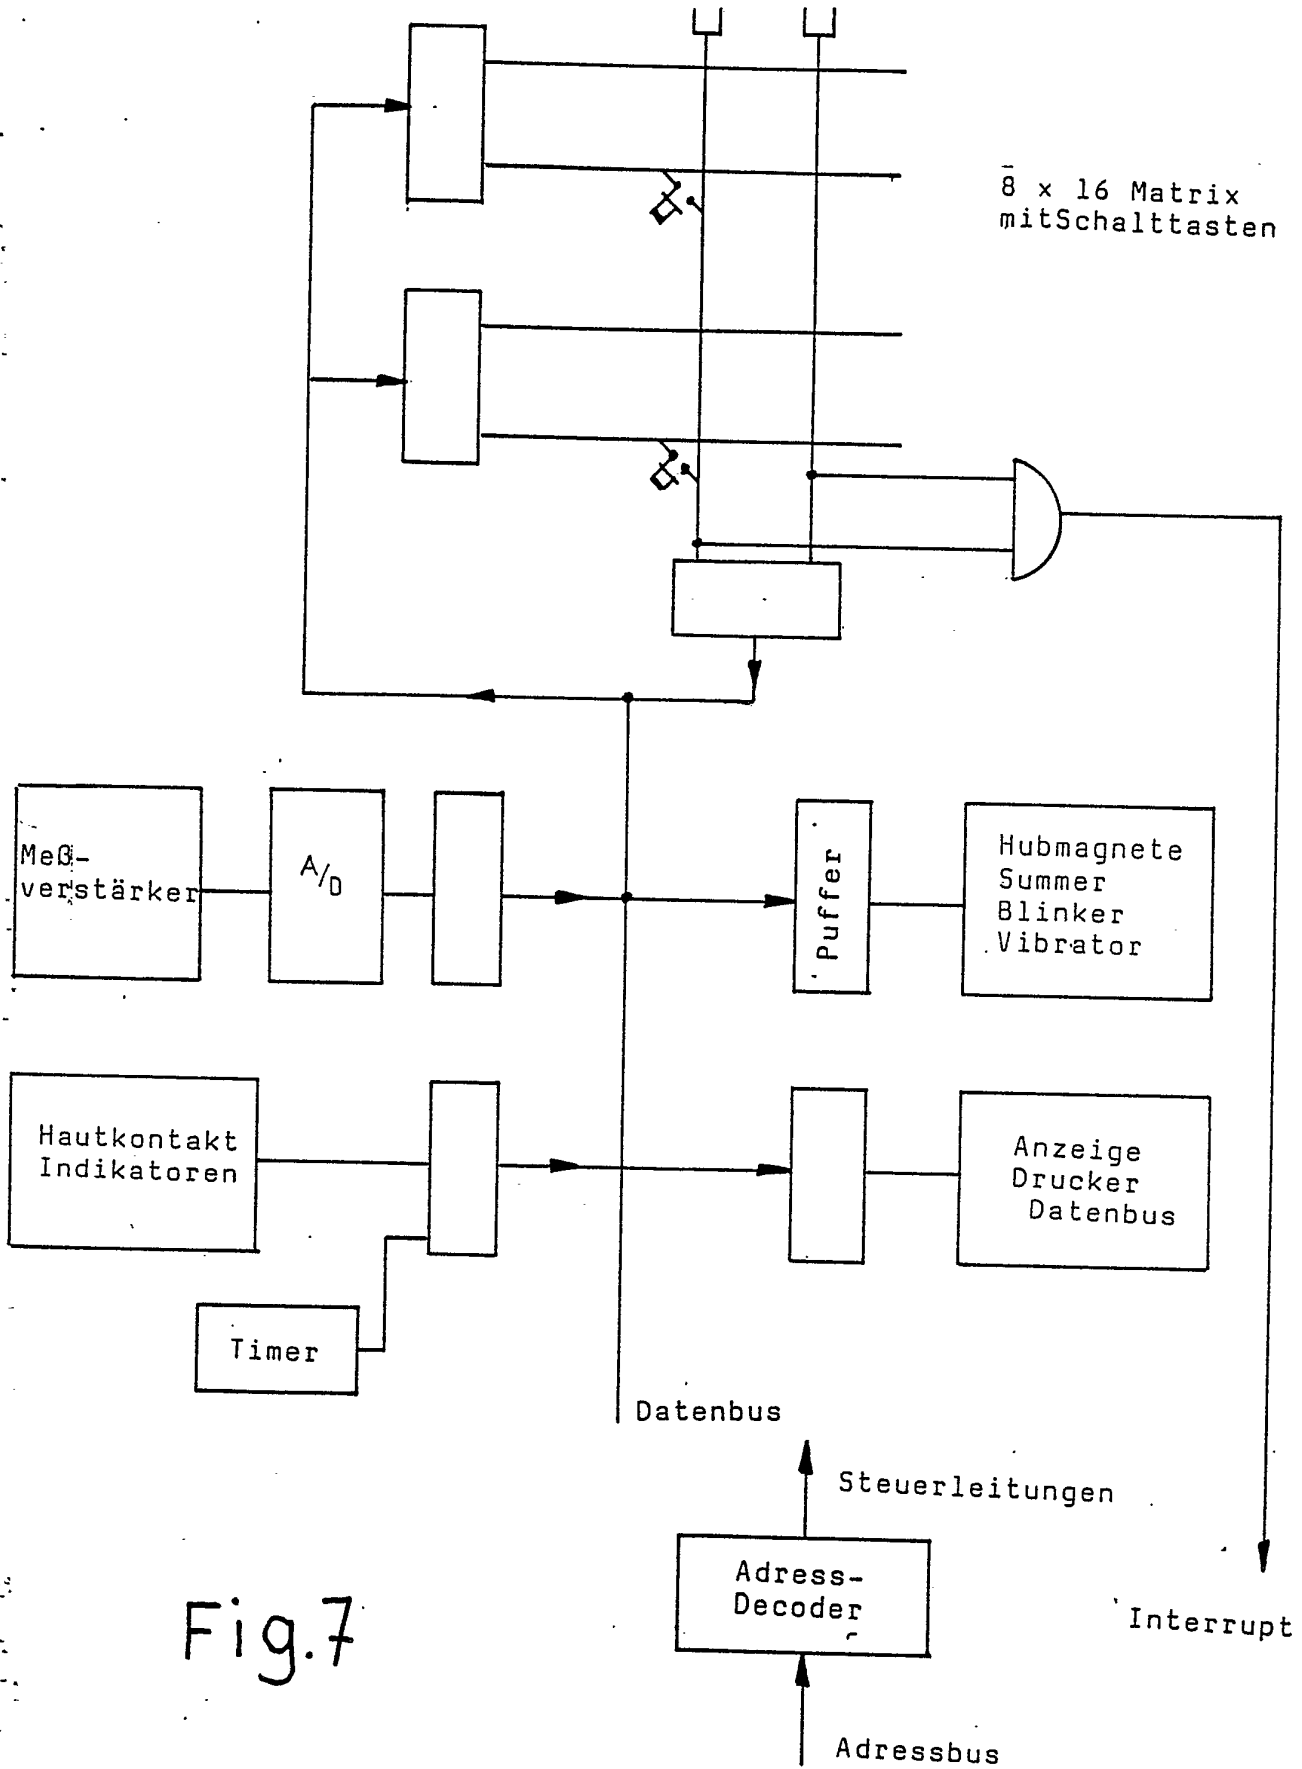 8 x 16 Matrix
mitSchalttasten
Meß-
verstärker
A/D
Puffer
Hubmagnete
Summer
Blinker
Vibrator
Hautkontakt
Indikatoren
Anzeige
Drucker
Datenbus
Timer
Datenbus
Steuerleitungen
Adress-
Decoder
Interrupt
Adressbus
Fig.7